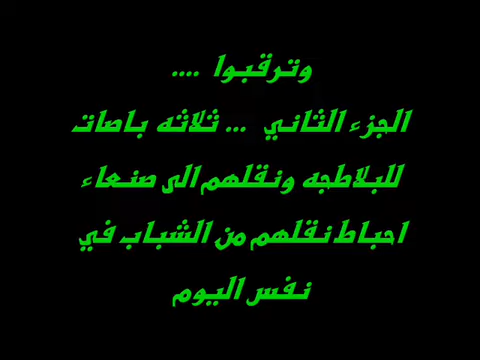 وترقبوا ....
الجزء الثاني ... ثلاثه باصات
للبلاطجه ونقلهم الى صنعاء
احباط نقلهم من الشباب في
نفس اليوم